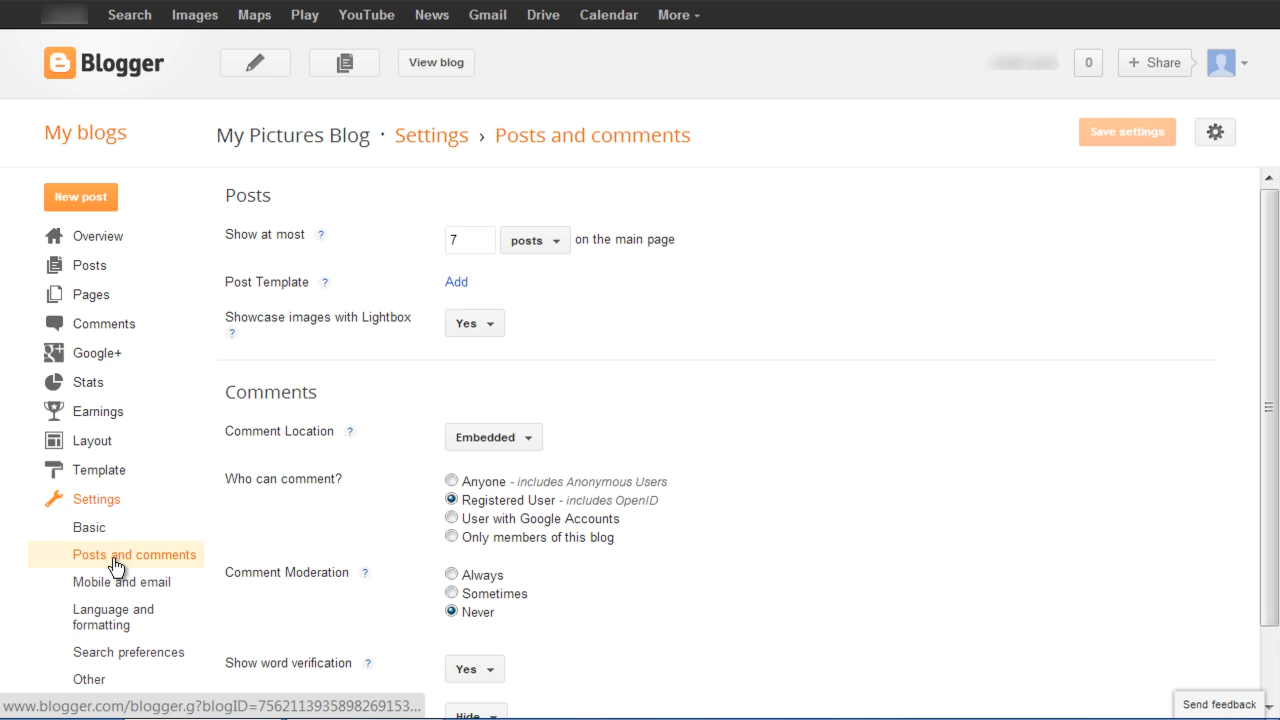 Search Images Maps Play YouTube News Gmail Drive Calendar More
Blogger View blog 0 + Share
My blogs My Pictures Blog · Settings › Posts and comments Save settings
New post
Overview
Posts
Pages
Comments
Google+
Stats
Earnings
Layout
Template
Settings
Basic
Posts and comments
Mobile and email
Language and
formatting
Search preferences
Other
Posts
Show at most ? 7 posts on the main page
Post Template ? Add
Showcase images with Lightbox Yes
?
Comments
Comment Location ? Embedded
Who can comment? Anyone - includes Anonymous Users
Registered User - includes OpenID
User with Google Accounts
Only members of this blog
Comment Moderation ? Always
Sometimes
Never
Show word verification ? Yes
Hide
www.blogger.com/blogger.g?blogID=7562113935898269153...
Send feedback